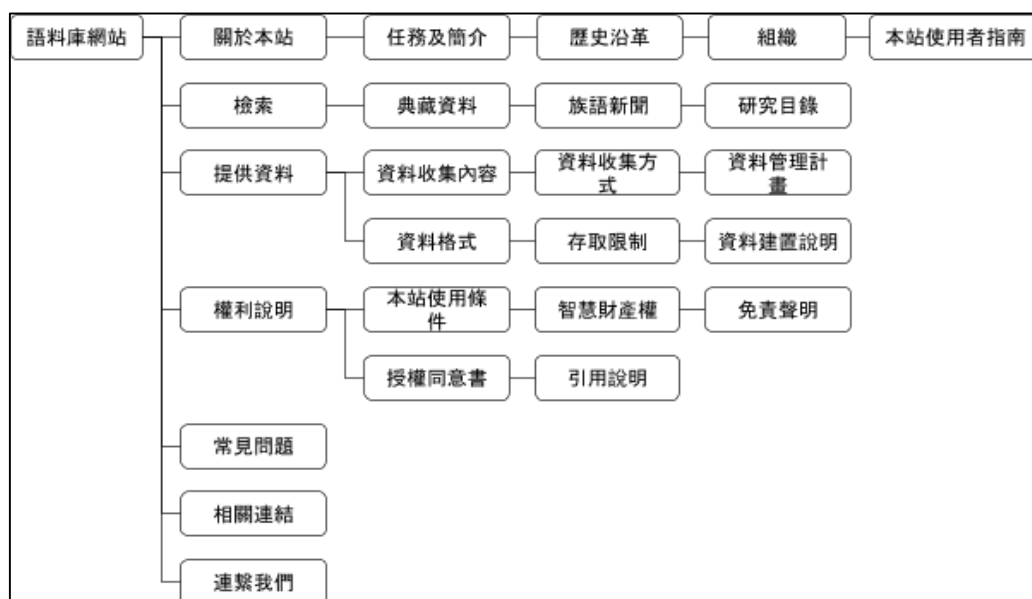 語料庫網站
關於本站
任務及簡介
歷史沿革
組織
本站使用者指南
檢索
典藏資料
族語新聞
研究目錄
提供資料
資料收集內容
資料收集方
式
資料管理計
畫
資料格式
存取限制
資料建置說明
權利說明
本站使用條
件
智慧財產權
免責聲明
授權同意書
引用說明
常見問題
相關連結
連繫我們